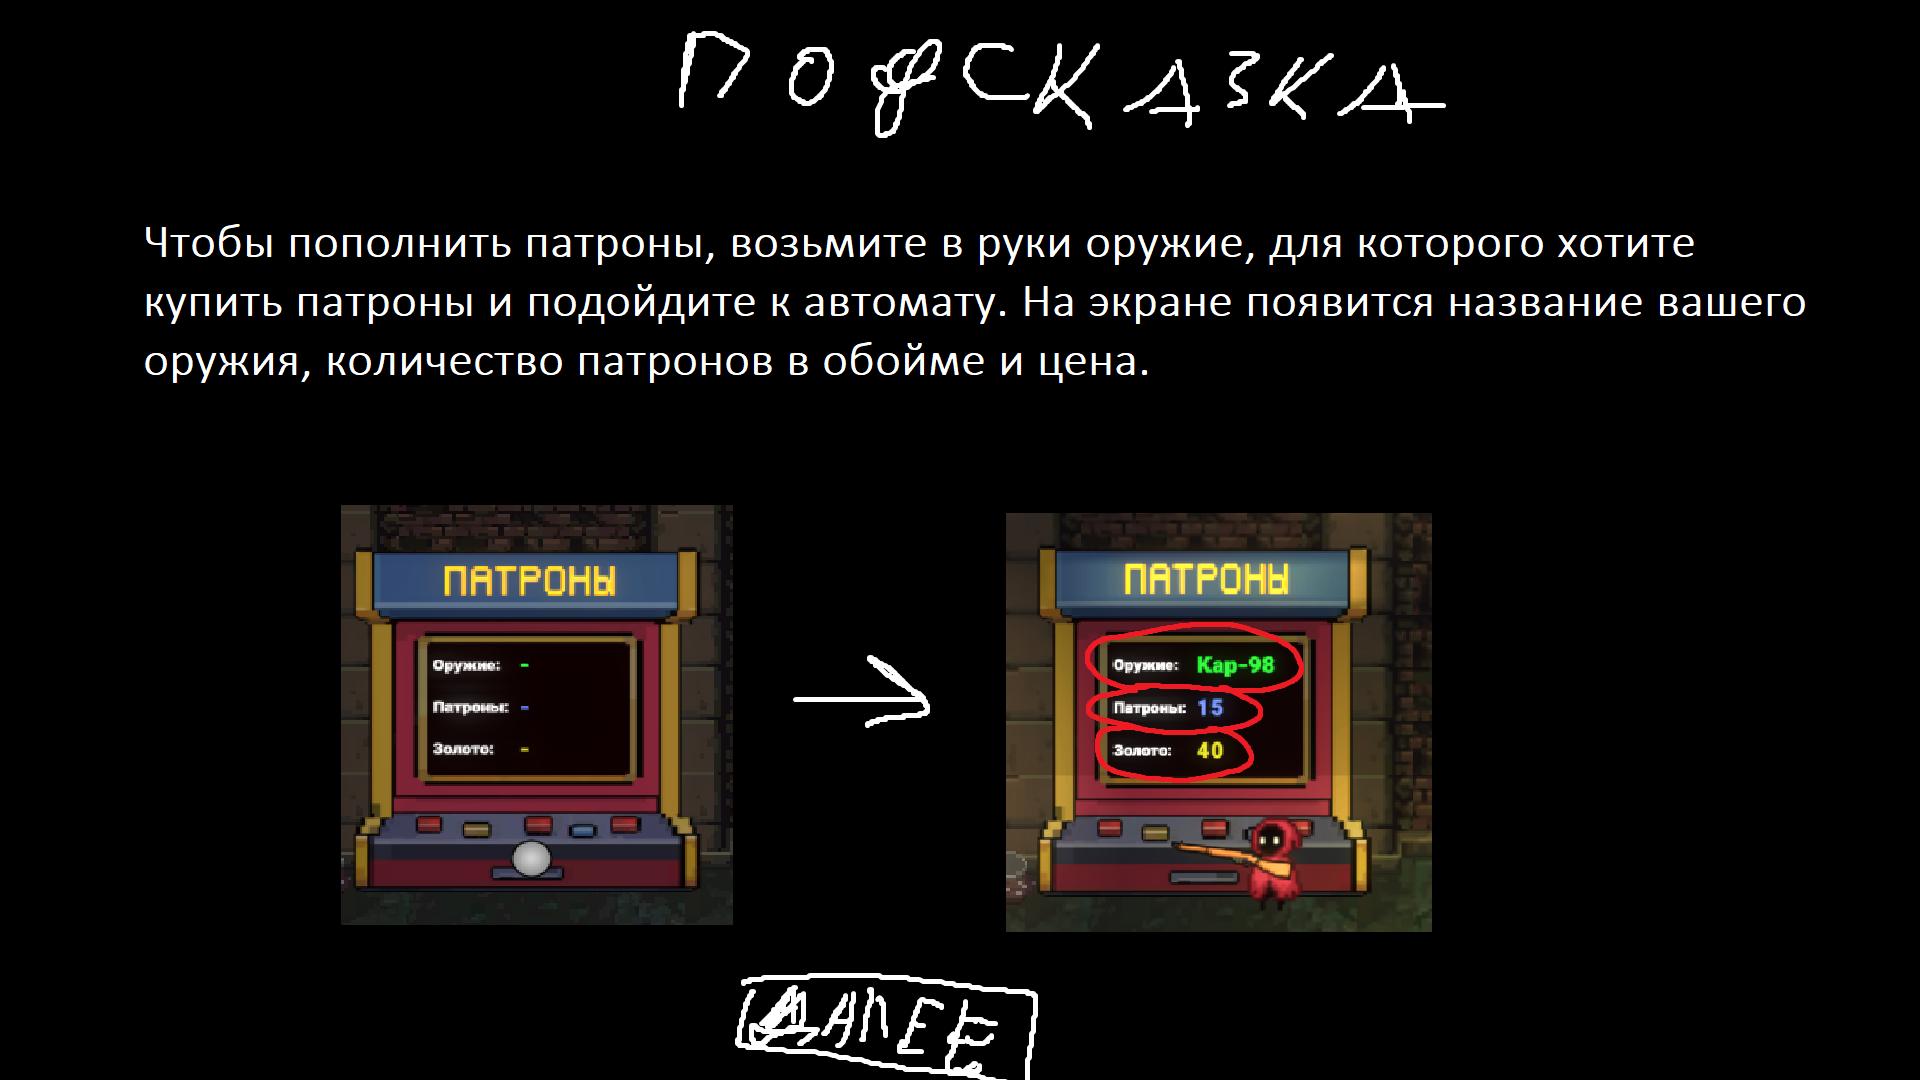 ПОДСКАЗКА
Чтобы пополнить патроны, возьмите в руки оружие, для которого хотите
купить патроны и подойдите к автомату. На экране появится название вашего
оружия, количество патронов в обойме и цена.
ПАТРОНЫ
Оружие: -
Патроны: -
Золото: -
ПАТРОНЫ
Оружие: Кар-98
Патроны: 15
Золото: 40
ДАЛЕЕ